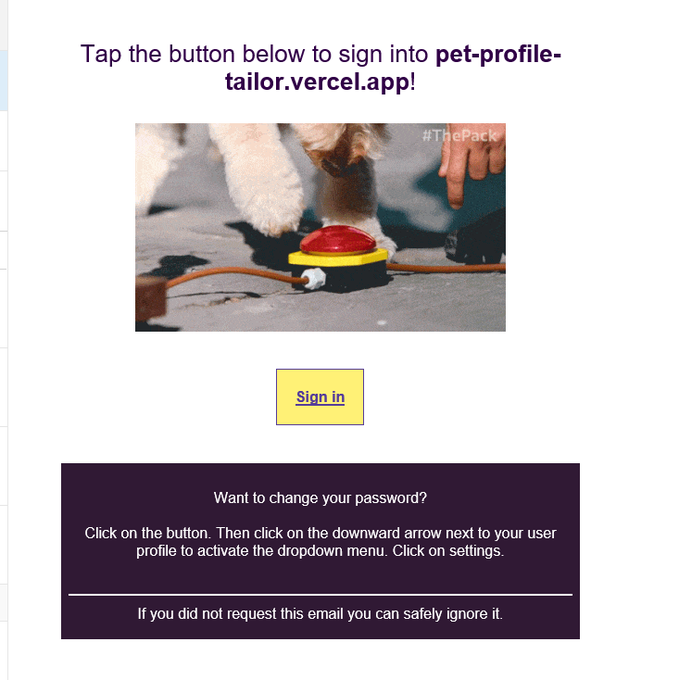 Tap the button below to sign into pet-profile-
tailor.vercel.app!
#ThePack
Sign in
Want to change your password?
Click on the button. Then click on the downward arrow next to your user
profile to activate the dropdown menu. Click on settings.
If you did not request this email you can safely ignore it.